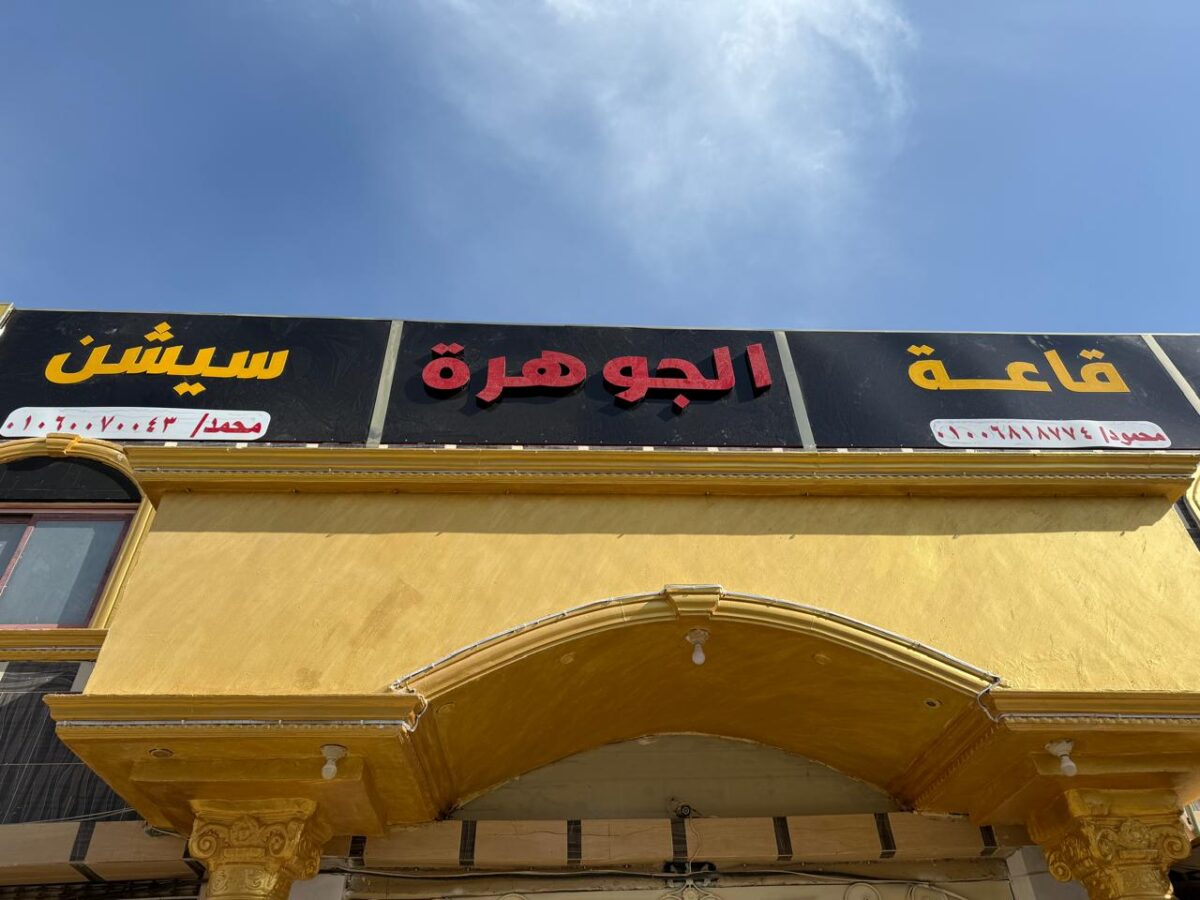 قاعة الجوهرة سيشن
محمود/ ٠١٠٠٦٨١٨٧٧٤
محمد/ ٠١٠٦٠٠٧٠٠٤٣